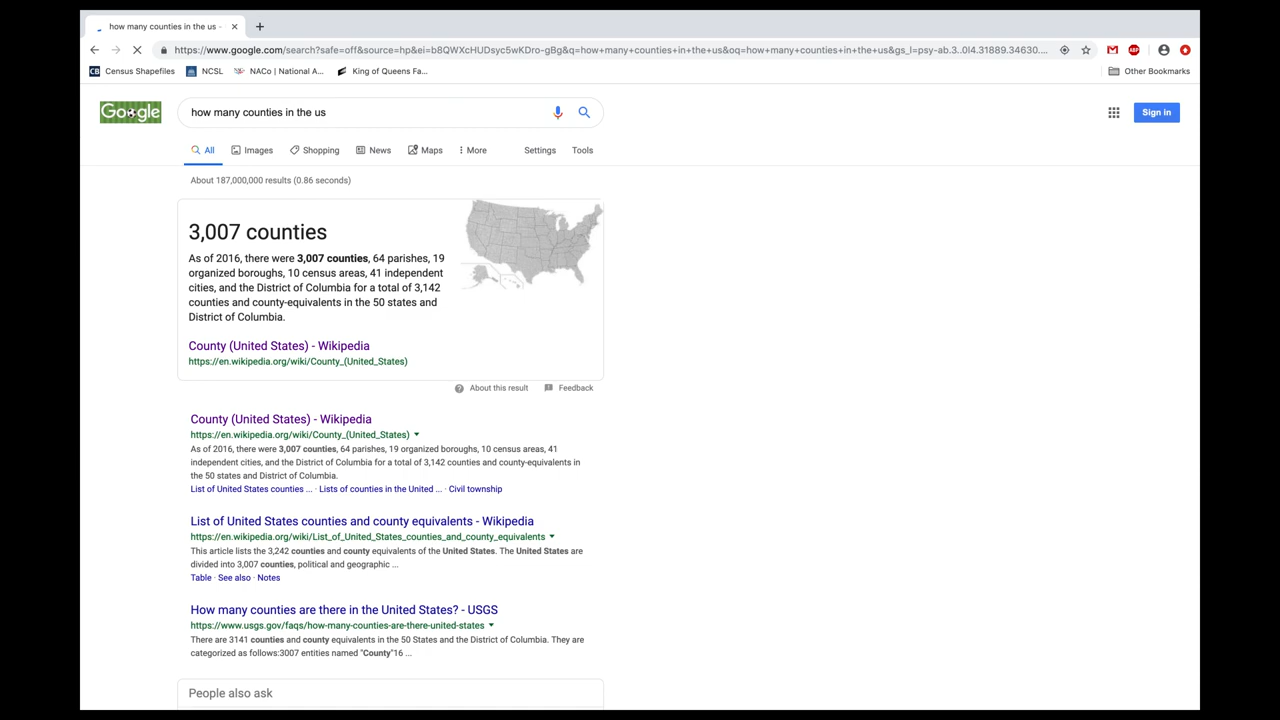 how many counties in the us -
https://www.google.com/search?safe=off&source=hp&ei=b8QWXcHUDsyc5wKDro-gBg&q=how+many+counties+in+the+us&oq=how+many+counties+in+the+us&gs_l=psy-ab.3..0l4.31889.34630....
Census Shapefiles NCSL NACo | National A... King of Queens Fa... Other Bookmarks
Google how many counties in the us Sign in
All Images Shopping News Maps More Settings Tools
About 187,000,000 results (0.86 seconds)
3,007 counties
As of 2016, there were 3,007 counties, 64 parishes, 19
organized boroughs, 10 census areas, 41 independent
cities, and the District of Columbia for a total of 3,142
counties and county-equivalents in the 50 states and
District of Columbia.
County (United States) - Wikipedia
https://en.wikipedia.org/wiki/County_(United_States)
About this result Feedback
County (United States) - Wikipedia
https://en.wikipedia.org/wiki/County_(United_States)
As of 2016, there were 3,007 counties, 64 parishes, 19 organized boroughs, 10 census areas, 41
independent cities, and the District of Columbia for a total of 3,142 counties and county-equivalents in
the 50 states and District of Columbia.
List of United States counties ... · Lists of counties in the United ... · Civil township
List of United States counties and county equivalents - Wikipedia
https://en.wikipedia.org/wiki/List_of_United_States_counties_and_county_equivalents
This article lists the 3,242 counties and county equivalents of the United States. The United States are
divided into 3,007 counties, political and geographic ...
Table · See also · Notes
How many counties are there in the United States? - USGS
https://www.usgs.gov/faqs/how-many-counties-are-there-united-states
There are 3141 counties and county equivalents in the 50 States and the District of Columbia. They are
categorized as follows:3007 entities named "County"16 ...
People also ask